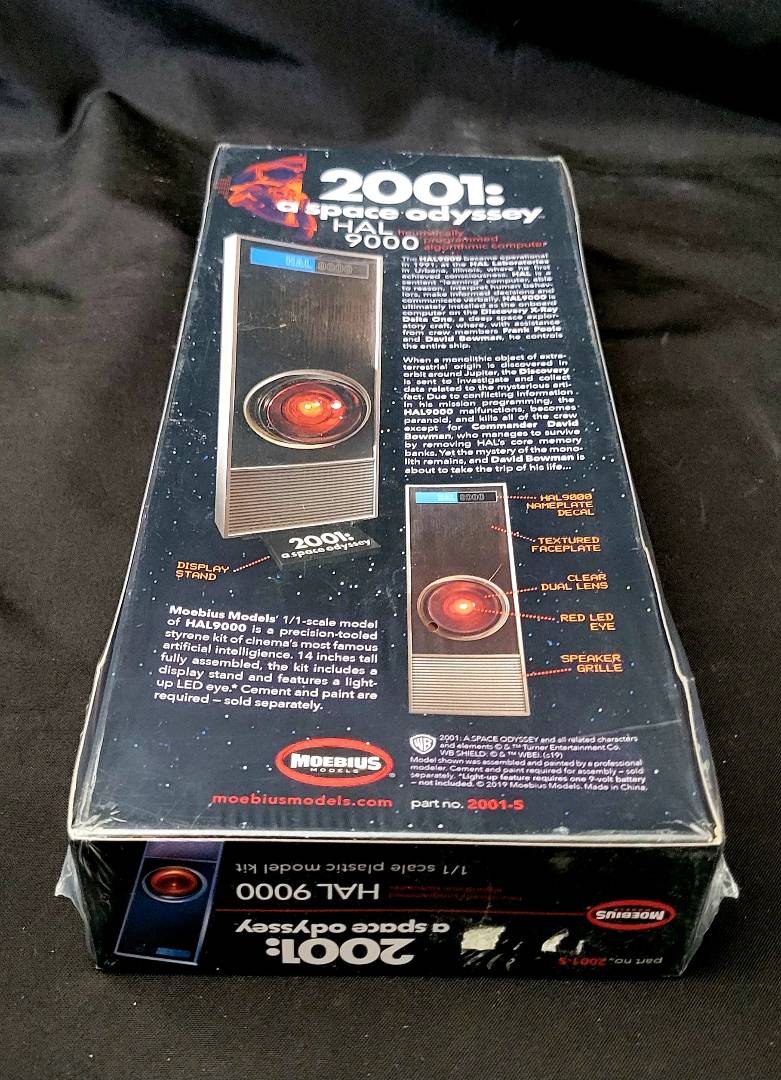 2001:
a space odyssey™
HAL
9000
heuristically
programmed
algorithmic computer
HAL 9000
The HAL9000 became operational
in 1991, at the HAL Laboratories
in Urbana, Illinois, where he first
achieved consciousness. HAL is a
sentient "learning" computer, able
to reason, interpret human behav-
iors, make informed decisions and
communicate verbally. HAL9000 is
ultimately installed as the onboard
computer on the Discovery X-Ray
Delta One, a deep space explor-
atory craft, where, with assistance
from crew members Frank Poole
and David Bowman, he controls
the entire ship.
When a monolithic object of extra-
terrestrial origin is discovered in
orbit around Jupiter, the Discovery
is sent to investigate and collect
data related to the mysterious arti-
fact. Due to conflicting information
in his mission programming, the
HAL9000 malfunctions, becomes
paranoid, and kills all of the crew
except for Commander David
Bowman, who manages to survive
by removing HAL's core memory
banks. Yet the mystery of the mono-
lith remains, and David Bowman is
about to take the trip of his life...
2001:
a space odyssey
DISPLAY
STAND
HAL 9000
HAL9000
NAMEPLATE
DECAL
TEXTURED
FACEPLATE
CLEAR
DUAL LENS
RED LED
EYE
SPEAKER
GRILLE
Moebius Models' 1/1-scale model
of HAL9000 is a precision-tooled
styrene kit of cinema's most famous
artificial intelligience. 14 inches tall
fully assembled, the kit includes a
display stand and features a light-
up LED eye.* Cement and paint are
required – sold separately.
MOEBIUS
MODELS
®
moebiusmodels.com
part no. 2001-5
WB
2001: A SPACE ODYSSEY and all related characters
and elements © & ™ Turner Entertainment Co.
WB SHIELD: © & ™ WBEI. (s19)
Model shown was assembled and painted by a professional
modeler. Cement and paint required for assembly – sold
separately. *Light-up feature requires one 9-volt battery
– not included. © 2019 Moebius Models. Made in China.
part no. 2001-5
2001:
a space odyssey
MOEBIUS
MODELS
HAL 9000
1/1 scale plastic model kit